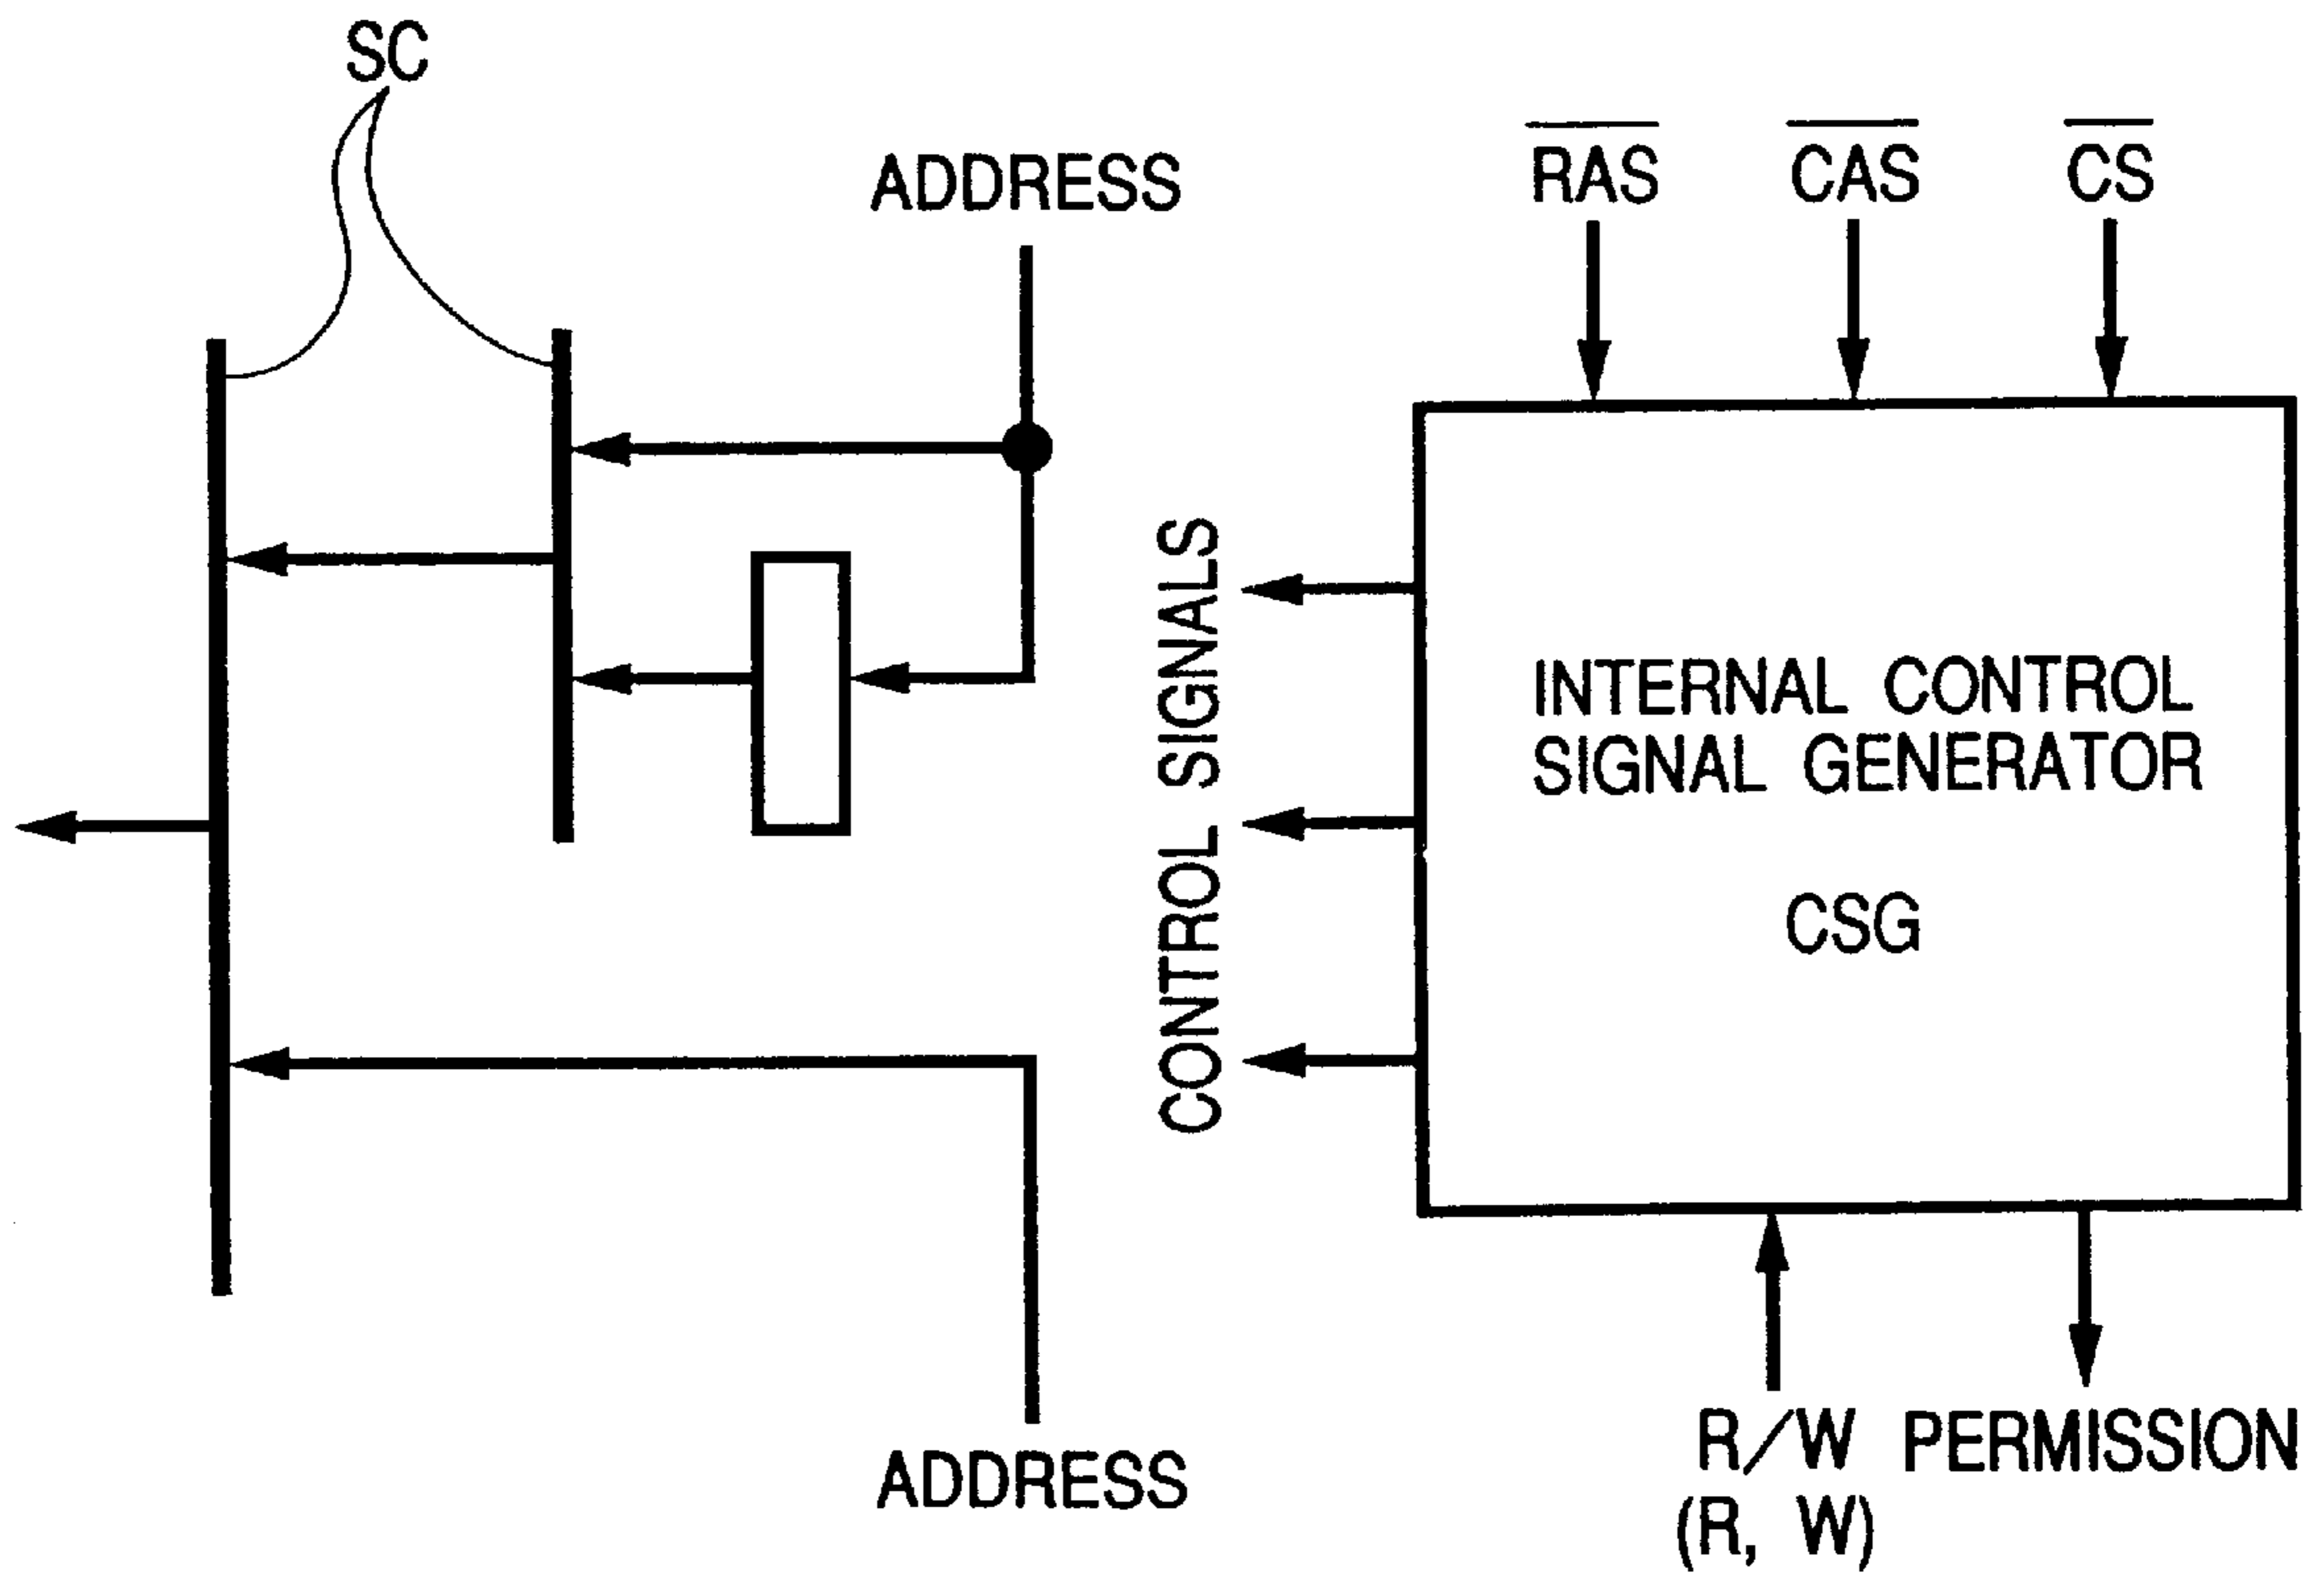 SC
ADDRESS
RAS
CAS
CS
CONTROL SIGNALS
INTERNAL CONTROL
SIGNAL GENERATOR
CSG
ADDRESS
R/W
(R, W)
PERMISSION